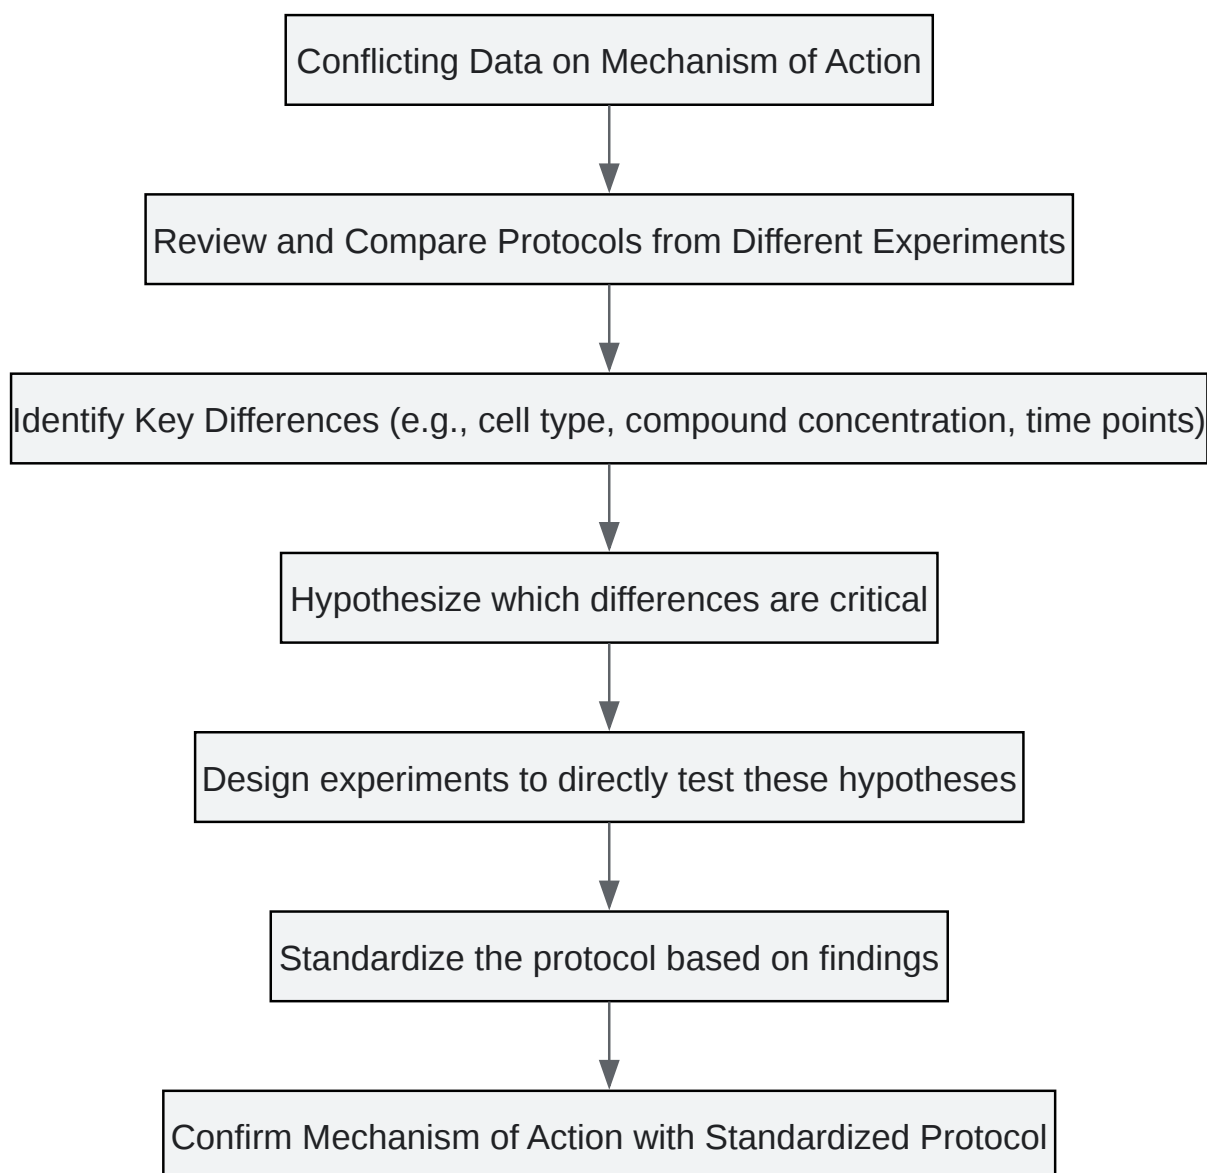 Conflicting Data on Mechanism of Action
Review and Compare Protocols from Different Experiments
Identify Key Differences (e.g., cell type, compound concentration, time points)
Hypothesize which differences are critical
Design experiments to directly test these hypotheses
Standardize the protocol based on findings
Confirm Mechanism of Action with Standardized Protocol